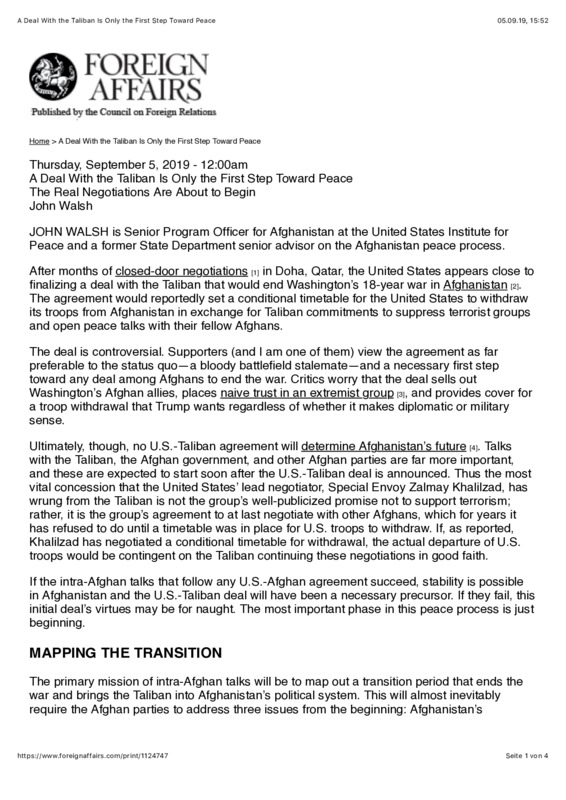 A Deal With the Taliban Is Only the First Step Toward Peace 05.09.19, 15:52
FOREIGN
AFFAIRS
Published by the Council on Foreign Relations
Home > A Deal With the Taliban Is Only the First Step Toward Peace
Thursday, September 5, 2019 - 12:00am
A Deal With the Taliban Is Only the First Step Toward Peace
The Real Negotiations Are About to Begin
John Walsh
JOHN WALSH is Senior Program Officer for Afghanistan at the United States Institute for
Peace and a former State Department senior advisor on the Afghanistan peace process.
After months of closed-door negotiations [1] in Doha, Qatar, the United States appears close to
finalizing a deal with the Taliban that would end Washington's 18-year war in Afghanistan [2].
The agreement would reportedly set a conditional timetable for the United States to withdraw
its troops from Afghanistan in exchange for Taliban commitments to suppress terrorist groups
and open peace talks with their fellow Afghans.
The deal is controversial. Supporters (and I am one of them) view the agreement as far
preferable to the status quo—a bloody battlefield stalemate—and a necessary first step
toward any deal among Afghans to end the war. Critics worry that the deal sells out
Washington's Afghan allies, places naive trust in an extremist group [3], and provides cover for
a troop withdrawal that Trump wants regardless of whether it makes diplomatic or military
sense.
Ultimately, though, no U.S.-Taliban agreement will determine Afghanistan's future [4]. Talks
with the Taliban, the Afghan government, and other Afghan parties are far more important,
and these are expected to start soon after the U.S.-Taliban deal is announced. Thus the most
vital concession that the United States' lead negotiator, Special Envoy Zalmay Khalilzad, has
wrung from the Taliban is not the group's well-publicized promise not to support terrorism;
rather, it is the group's agreement to at last negotiate with other Afghans, which for years it
has refused to do until a timetable was in place for U.S. troops to withdraw. If, as reported,
Khalilzad has negotiated a conditional timetable for withdrawal, the actual departure of U.S.
troops would be contingent on the Taliban continuing these negotiations in good faith.
If the intra-Afghan talks that follow any U.S.-Afghan agreement succeed, stability is possible
in Afghanistan and the U.S.-Taliban deal will have been a necessary precursor. If they fail, this
initial deal's virtues may be for naught. The most important phase in this peace process is just
beginning.
MAPPING THE TRANSITION
The primary mission of intra-Afghan talks will be to map out a transition period that ends the
war and brings the Taliban into Afghanistan's political system. This will almost inevitably
require the Afghan parties to address three issues from the beginning: Afghanistan's
https://www.foreignaffairs.com/print/1124747 Seite 1 von 4